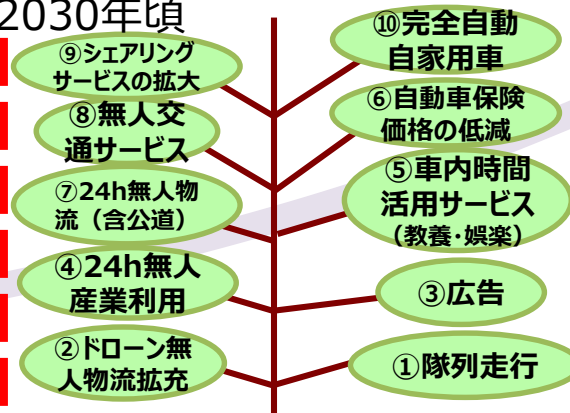 2030年頃
⑨シェアリング
サービスの拡大
⑩完全自動
自家用車
⑧無人交
通サービス
⑥自動車保険
価格の低減
⑦24h無人物
流（含公道）
⑤車内時間
活用サービス
（教養・娯楽）
④24h無人
産業利用
③広告
②ドローン無
人物流拡充
①隊列走行